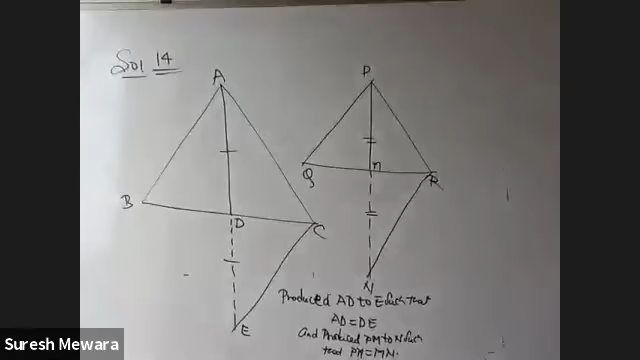 Sol 14
A
P
B
D
C
Q
M
R
E
N
Produced AD to E such that
AD=DE
and Produced PM to N such
that PM=MN.
Suresh Mewara